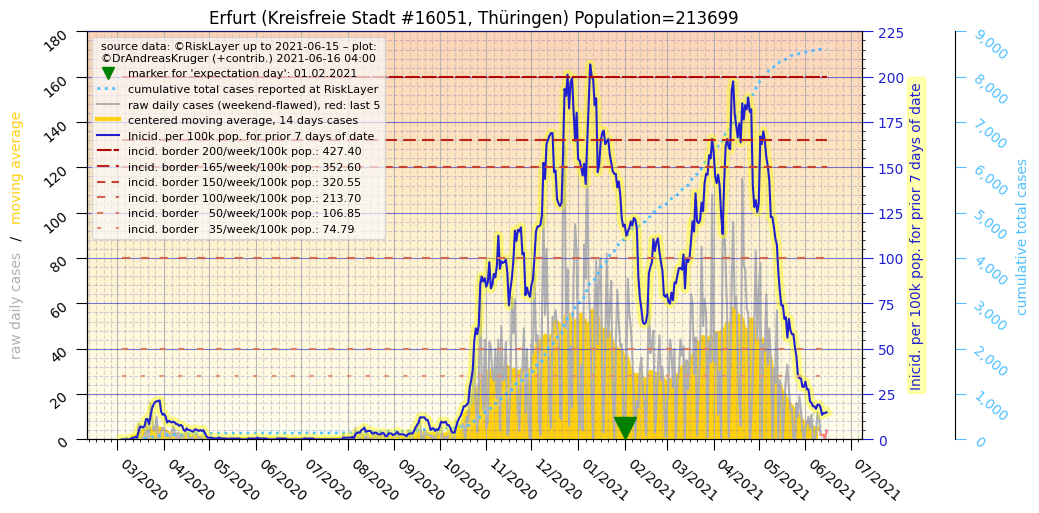 Erfurt (Kreisfreie Stadt #16051, Thüringen) Population=213699
source data: ©RiskLayer up to 2021-06-15 – plot:
©DrAndreasKruger (+contrib.) 2021-06-16 04:00
marker for 'expectation day': 01.02.2021
cumulative total cases reported at RiskLayer
raw daily cases (weekend-flawed), red: last 5
centered moving average, 14 days cases
Inicid. per 100k pop. for prior 7 days of date
incid. border 200/week/100k pop.: 427.40
incid. border 165/week/100k pop.: 352.60
incid. border 150/week/100k pop.: 320.55
incid. border 100/week/100k pop.: 213.70
incid. border 50/week/100k pop.: 106.85
incid. border 35/week/100k pop.: 74.79
raw daily cases / moving average
180
160
140
120
100
80
60
40
20
0
225
200
175
150
125
100
75
50
25
0
Inicid. per 100k pop. for prior 7 days of date
9,000
8,000
7,000
6,000
5,000
4,000
3,000
2,000
1,000
0
cumulative total cases
03/2020
04/2020
05/2020
06/2020
07/2020
08/2020
09/2020
10/2020
11/2020
12/2020
01/2021
02/2021
03/2021
04/2021
05/2021
06/2021
07/2021